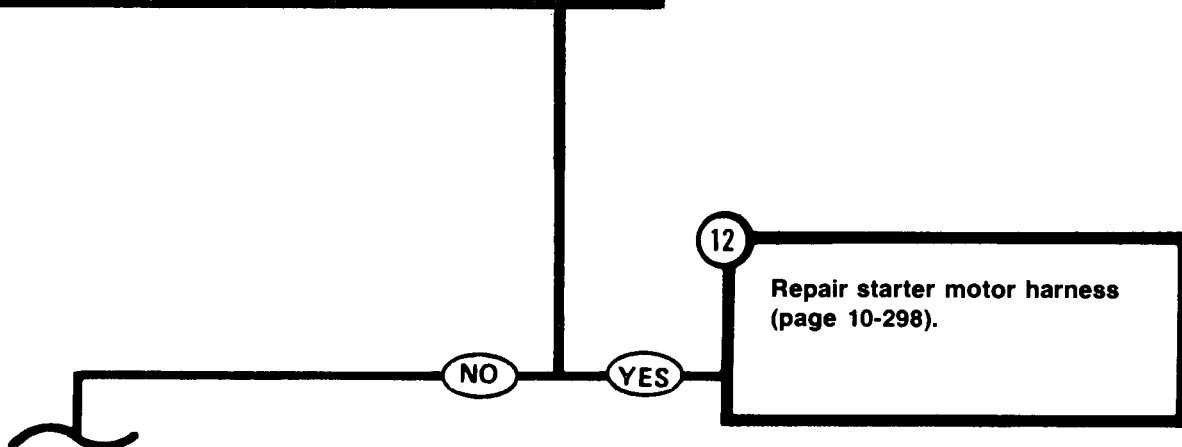 12
Repair starter motor harness
(page 10-298).
NO YES